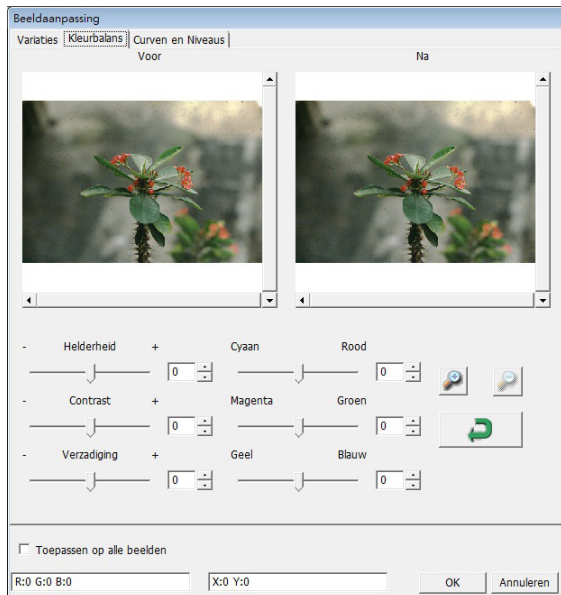 Beeldaanpassing
Variaties Kleurbalans Curven en Niveaus
Voor Na
- Helderheid + Cyaan Rood
0 0
- Contrast + Magenta Groen
0 0
- Verzadiging + Geel Blauw
0 0
Toepassen op alle beelden
R:0 G:0 B:0 X:0 Y:0 OK Annuleren